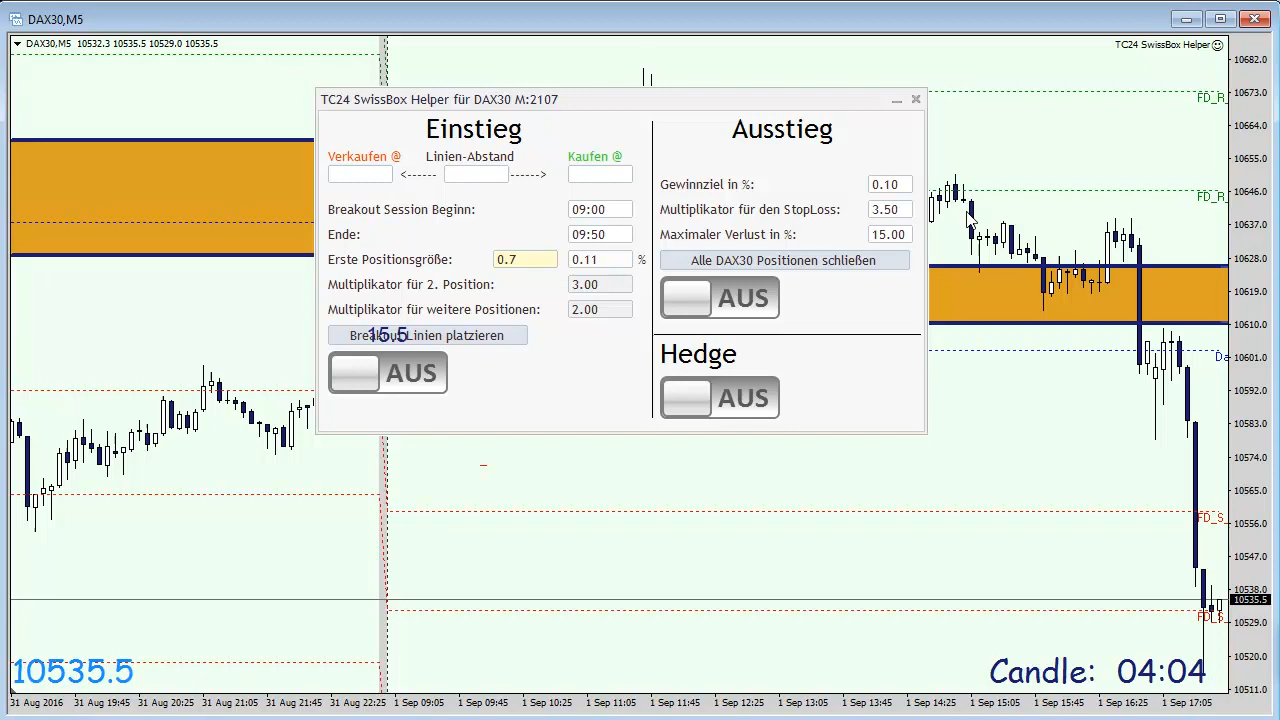 DAX30,M5
DAX30,M5 10532.3 10535.5 10529.0 10535.5
TC24 SwissBox Helper
TC24 SwissBox Helper für DAX30 M:2107
Einstieg
Verkaufen @ Linien-Abstand Kaufen @
<------ ------>
Breakout Session Beginn: 09:00
Ende: 09:50
Erste Positionsgröße: 0.7 0.11 %
Multiplikator für 2. Position: 3.00
Multiplikator für weitere Positionen: 2.00
Breakout Linien platzieren
15.5
AUS
Ausstieg
Gewinnziel in %: 0.10
Multiplikator für den StopLoss: 3.50
Maximaler Verlust in %: 15.00
Alle DAX30 Positionen schließen
AUS
Hedge
AUS
FD_R
FD_R
Da
FD_S
FD_S
10682.0
10673.0
10664.0
10655.0
10646.0
10637.0
10628.0
10619.0
10610.0
10601.0
10592.0
10583.0
10574.0
10565.0
10556.0
10547.0
10538.0
10535.5
10529.0
10520.0
10511.0
10535.5
Candle: 04:04
31 Aug 2016 31 Aug 19:45 31 Aug 20:25 31 Aug 21:05 31 Aug 21:45 31 Aug 22:25 1 Sep 09:05 1 Sep 09:45 1 Sep 10:25 1 Sep 11:05 1 Sep 11:45 1 Sep 12:25 1 Sep 13:05 1 Sep 13:45 1 Sep 14:25 1 Sep 15:05 1 Sep 15:45 1 Sep 16:25 1 Sep 17:05